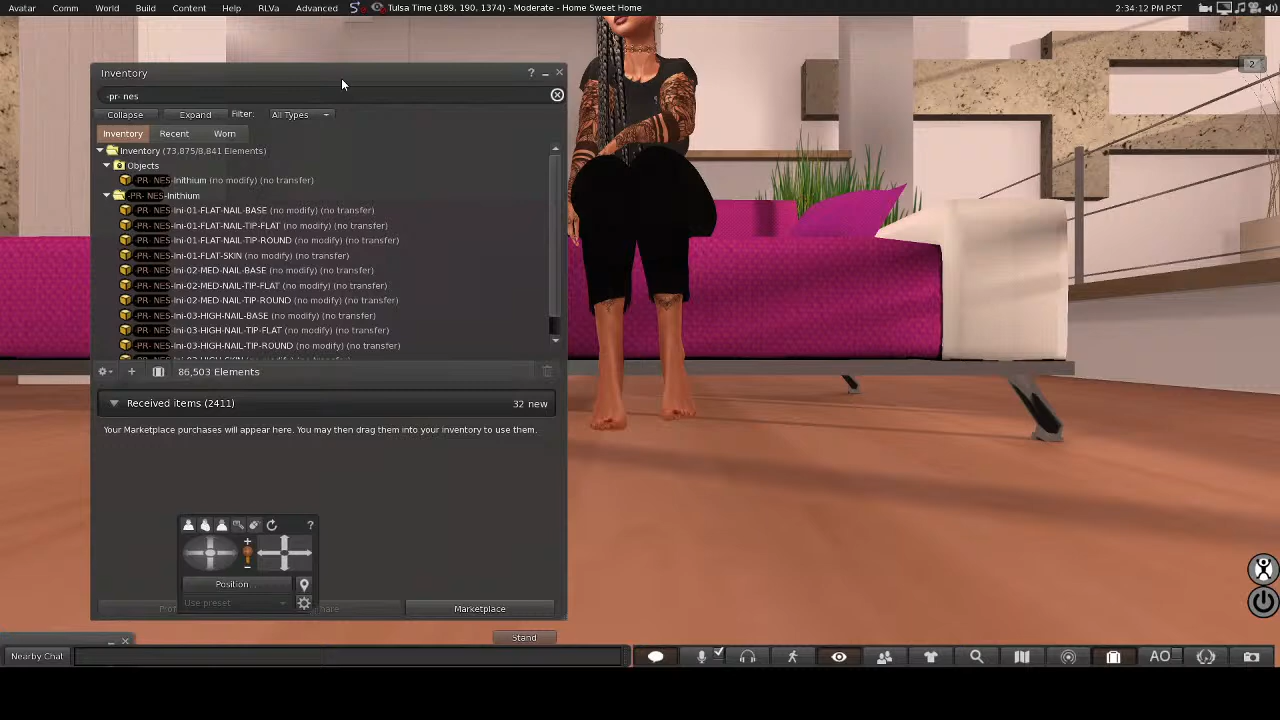 Avatar Comm World Build Content Help RLVa Advanced Tulsa Time (189, 190, 1374) - Moderate - Home Sweet Home 2:34:12 PM PST
2
Inventory ?
-pr- nes
Collapse Expand Filter: All Types
Inventory Recent Worn
Inventory (73,875/8,841 Elements)
Objects
-PR- NES-Inithium (no modify) (no transfer)
-PR- NES-Inithium
-PR- NES-Ini-01-FLAT-NAIL-BASE (no modify) (no transfer)
-PR- NES-Ini-01-FLAT-NAIL-TIP-FLAT (no modify) (no transfer)
-PR- NES-Ini-01-FLAT-NAIL-TIP-ROUND (no modify) (no transfer)
-PR- NES-Ini-01-FLAT-SKIN (no modify) (no transfer)
-PR- NES-Ini-02-MED-NAIL-BASE (no modify) (no transfer)
-PR- NES-Ini-02-MED-NAIL-TIP-FLAT (no modify) (no transfer)
-PR- NES-Ini-02-MED-NAIL-TIP-ROUND (no modify) (no transfer)
-PR- NES-Ini-03-HIGH-NAIL-BASE (no modify) (no transfer)
-PR- NES-Ini-03-HIGH-NAIL-TIP-FLAT (no modify) (no transfer)
-PR- NES-Ini-03-HIGH-NAIL-TIP-ROUND (no modify) (no transfer)
86,503 Elements
Received items (2411) 32 new
Your Marketplace purchases will appear here. You may then drag them into your inventory to use them.
?
Position
Use preset
Marketplace
Stand
Nearby Chat
AO